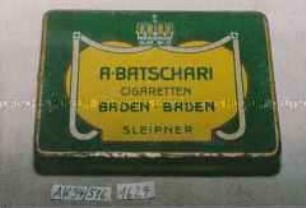 A·BATSCHARI
CIGARETTEN
BADEN BADEN
SLEIPNER